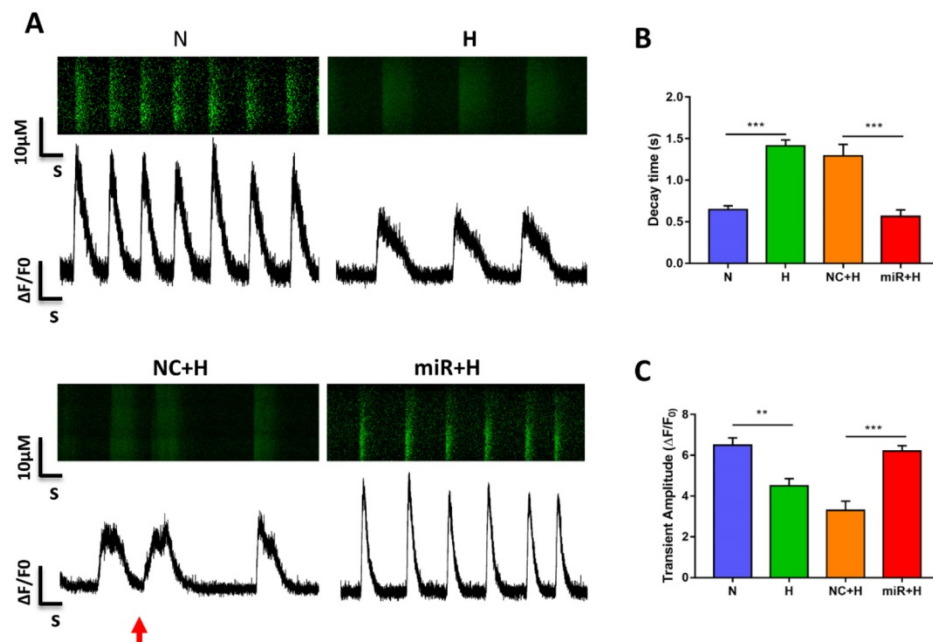 A
N
H
10μM
S
ΔF/F0
S
NC+H
miR+H
10μM
S
ΔF/F0
S
B
Decay time (s)
2.0
1.5
1.0
0.5
0.0
***
***
N
H
NC+H
miR+H
C
Transient Amplitude (ΔF/F0)
8
6
4
2
0
**
***
N
H
NC+H
miR+H